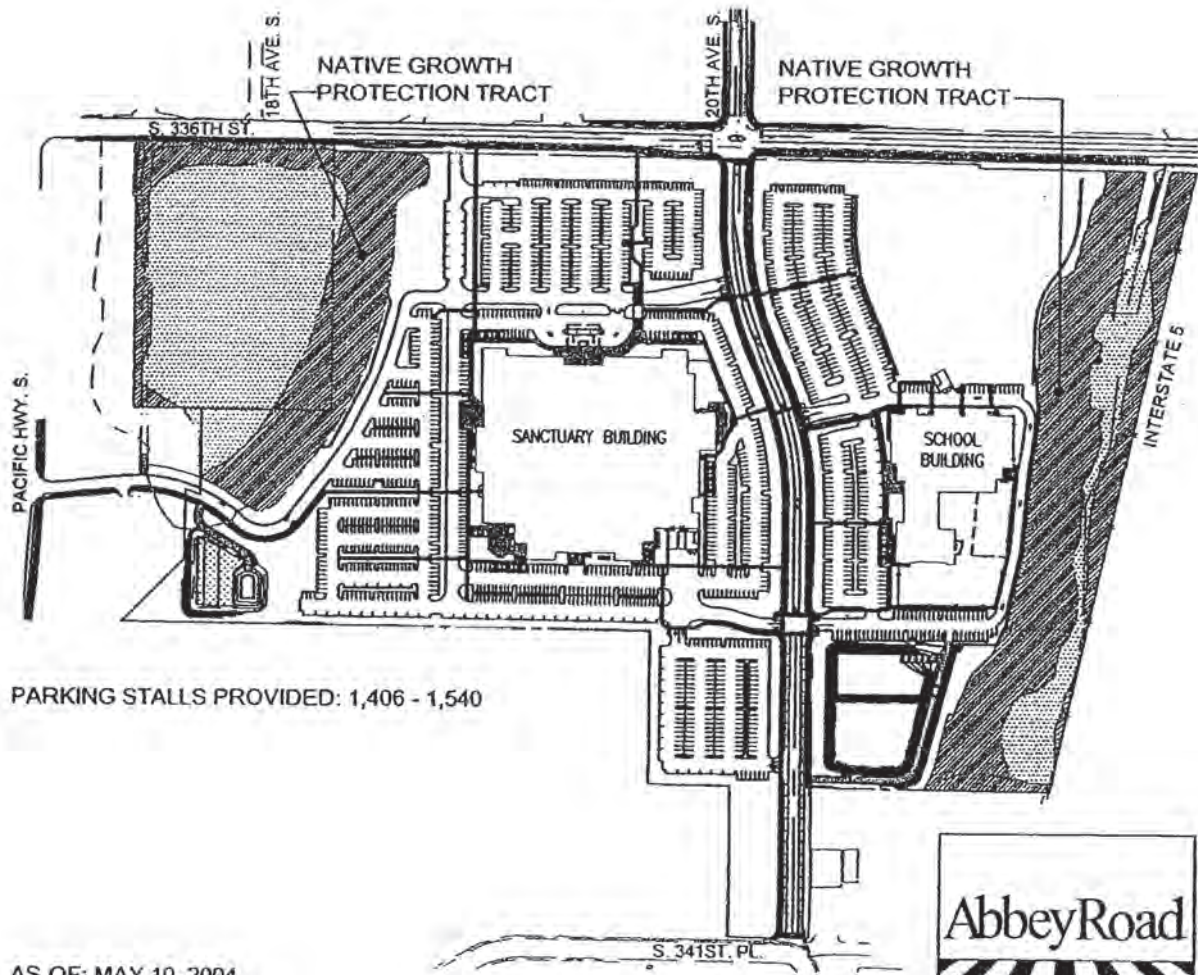 18TH AVE. S.
20TH AVE. S.
NATIVE GROWTH
PROTECTION TRACT
NATIVE GROWTH
PROTECTION TRACT
S. 336TH ST.
PACIFIC HWY. S.
SANCTUARY BUILDING
SCHOOL
BUILDING
INTERSTATE 5
PARKING STALLS PROVIDED: 1,406 - 1,540
S. 341ST. PL.
AbbeyRoad
AS OF: MAY 10, 2004